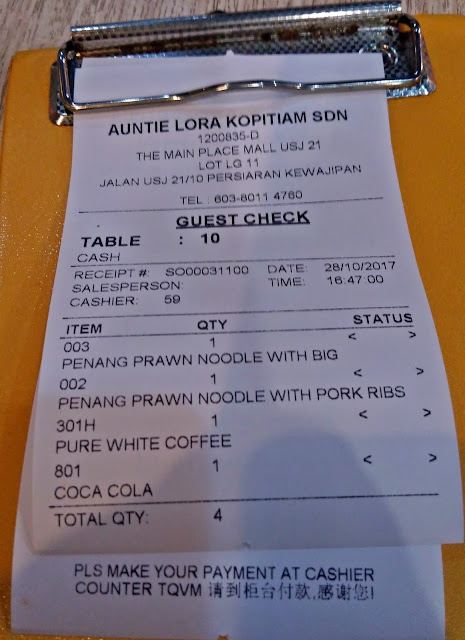 AUNTIE LORA KOPITIAM SDN
1200835-D
THE MAIN PLACE MALL USJ 21
LOT LG 11
JALAN USJ 21/10 PERSIARAN KEWAJIPAN
TEL : 603-8011 4760
GUEST CHECK
TABLE : 10
CASH
RECEIPT #: SO00031100 DATE: 28/10/2017
SALESPERSON: TIME: 16:47:00
CASHIER: 59
ITEM QTY STATUS
003 1 < >
PENANG PRAWN NOODLE WITH BIG
002 1 < >
PENANG PRAWN NOODLE WITH PORK RIBS
301H 1 < >
PURE WHITE COFFEE
801 1 < >
COCA COLA
TOTAL QTY: 4
PLS MAKE YOUR PAYMENT AT CASHIER
COUNTER TQVM 请到柜台付款,感谢您!